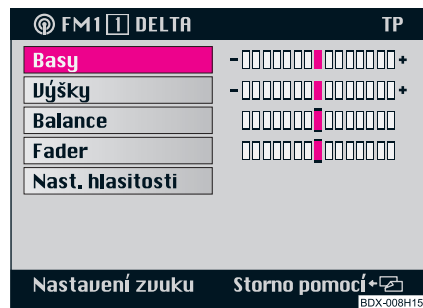 FM1 1 DELTA TP
Basy - +
Výšky - +
Balance
Fader
Nast. hlasitosti
Nastavení zvuku Storno pomocí
BDX-008H15